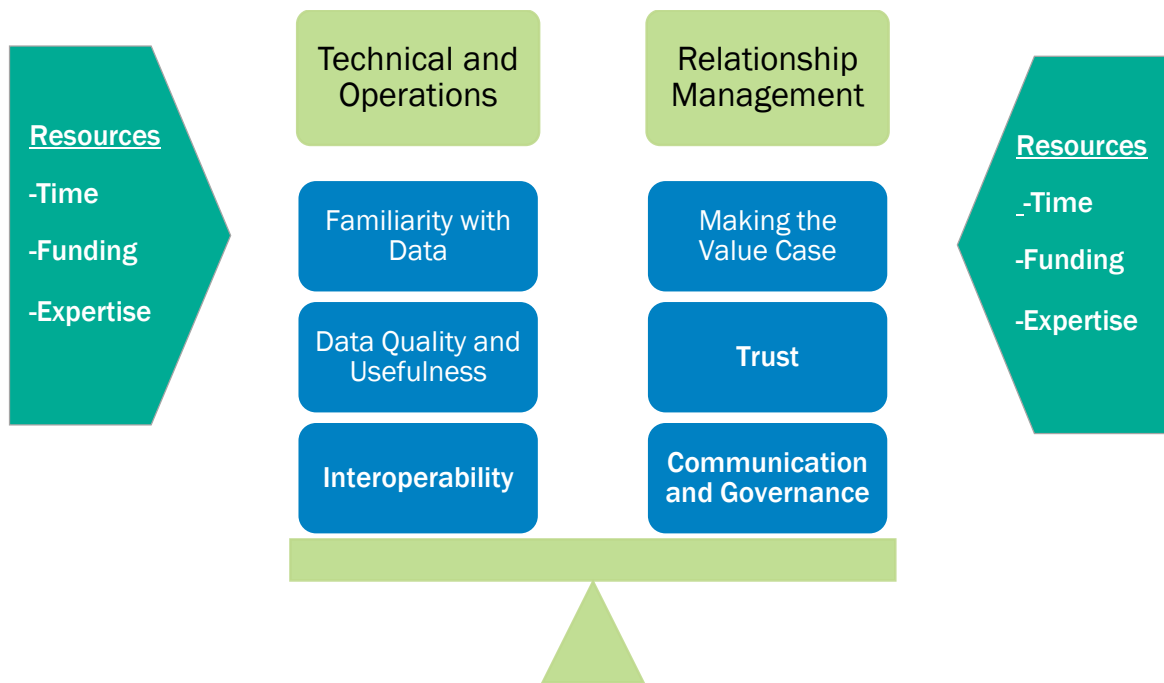 Resources
-Time
-Funding
-Expertise
Technical and
Operations
Familiarity with
Data
Data Quality and
Usefulness
Interoperability
Relationship
Management
Making the
Value Case
Trust
Communication
and Governance
Resources
-Time
-Funding
-Expertise